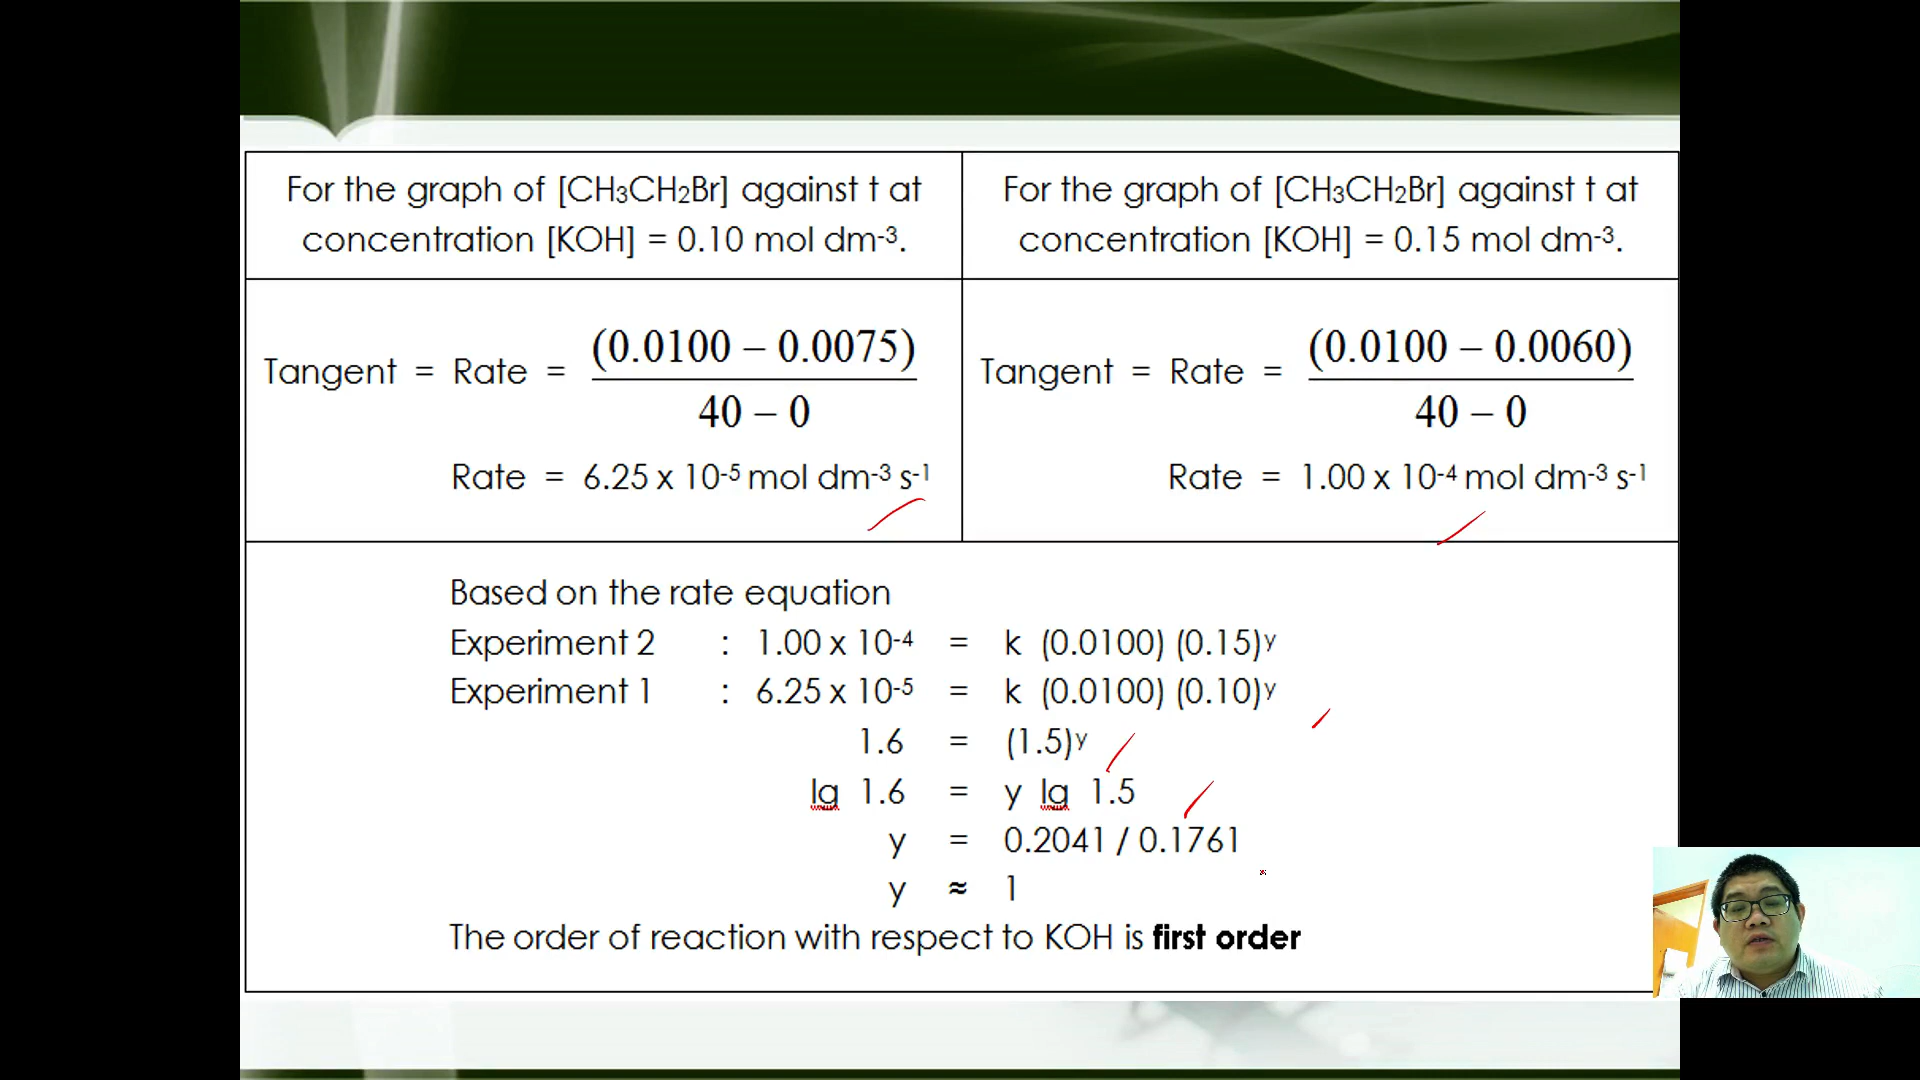 For the graph of [CH₃CH₂Br] against t at
concentration [KOH] = 0.10 mol dm⁻³.
For the graph of [CH₃CH₂Br] against t at
concentration [KOH] = 0.15 mol dm⁻³.
Tangent = Rate = (0.0100 – 0.0075) / 40 – 0
Rate = 6.25 x 10⁻⁵ mol dm⁻³ s⁻¹
Tangent = Rate = (0.0100 – 0.0060) / 40 – 0
Rate = 1.00 x 10⁻⁴ mol dm⁻³ s⁻¹
Based on the rate equation
Experiment 2 : 1.00 x 10⁻⁴ = k (0.0100) (0.15)ʸ
Experiment 1 : 6.25 x 10⁻⁵ = k (0.0100) (0.10)ʸ
1.6 = (1.5)ʸ
lg 1.6 = y lg 1.5
y = 0.2041 / 0.1761
y ≈ 1
The order of reaction with respect to KOH is first order